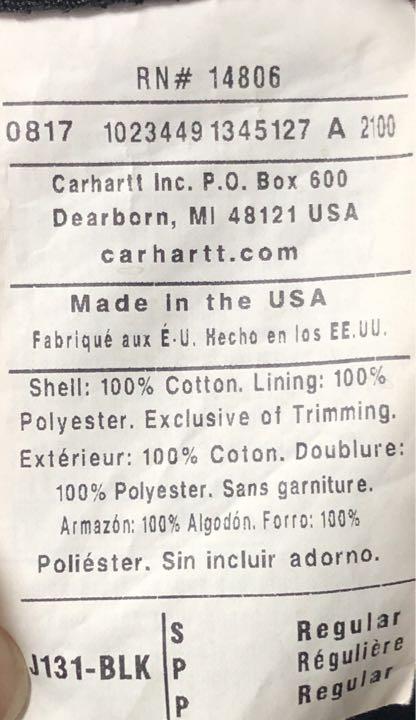 RN# 14806
0817 1023449 1345127 A 2100
Carhartt Inc. P.O. Box 600
Dearborn, MI 48121 USA
carhartt.com
Made in the USA
Fabriqué aux É-U. Hecho en los EE.UU.
Shell: 100% Cotton. Lining: 100%
Polyester. Exclusive of Trimming.
Extérieur: 100% Coton. Doublure:
100% Polyester. Sans garniture.
Armazón: 100% Algodón. Forro: 100%
Poliéster. Sin incluir adorno.
S Regular
J131-BLK P Régulière
P Regular